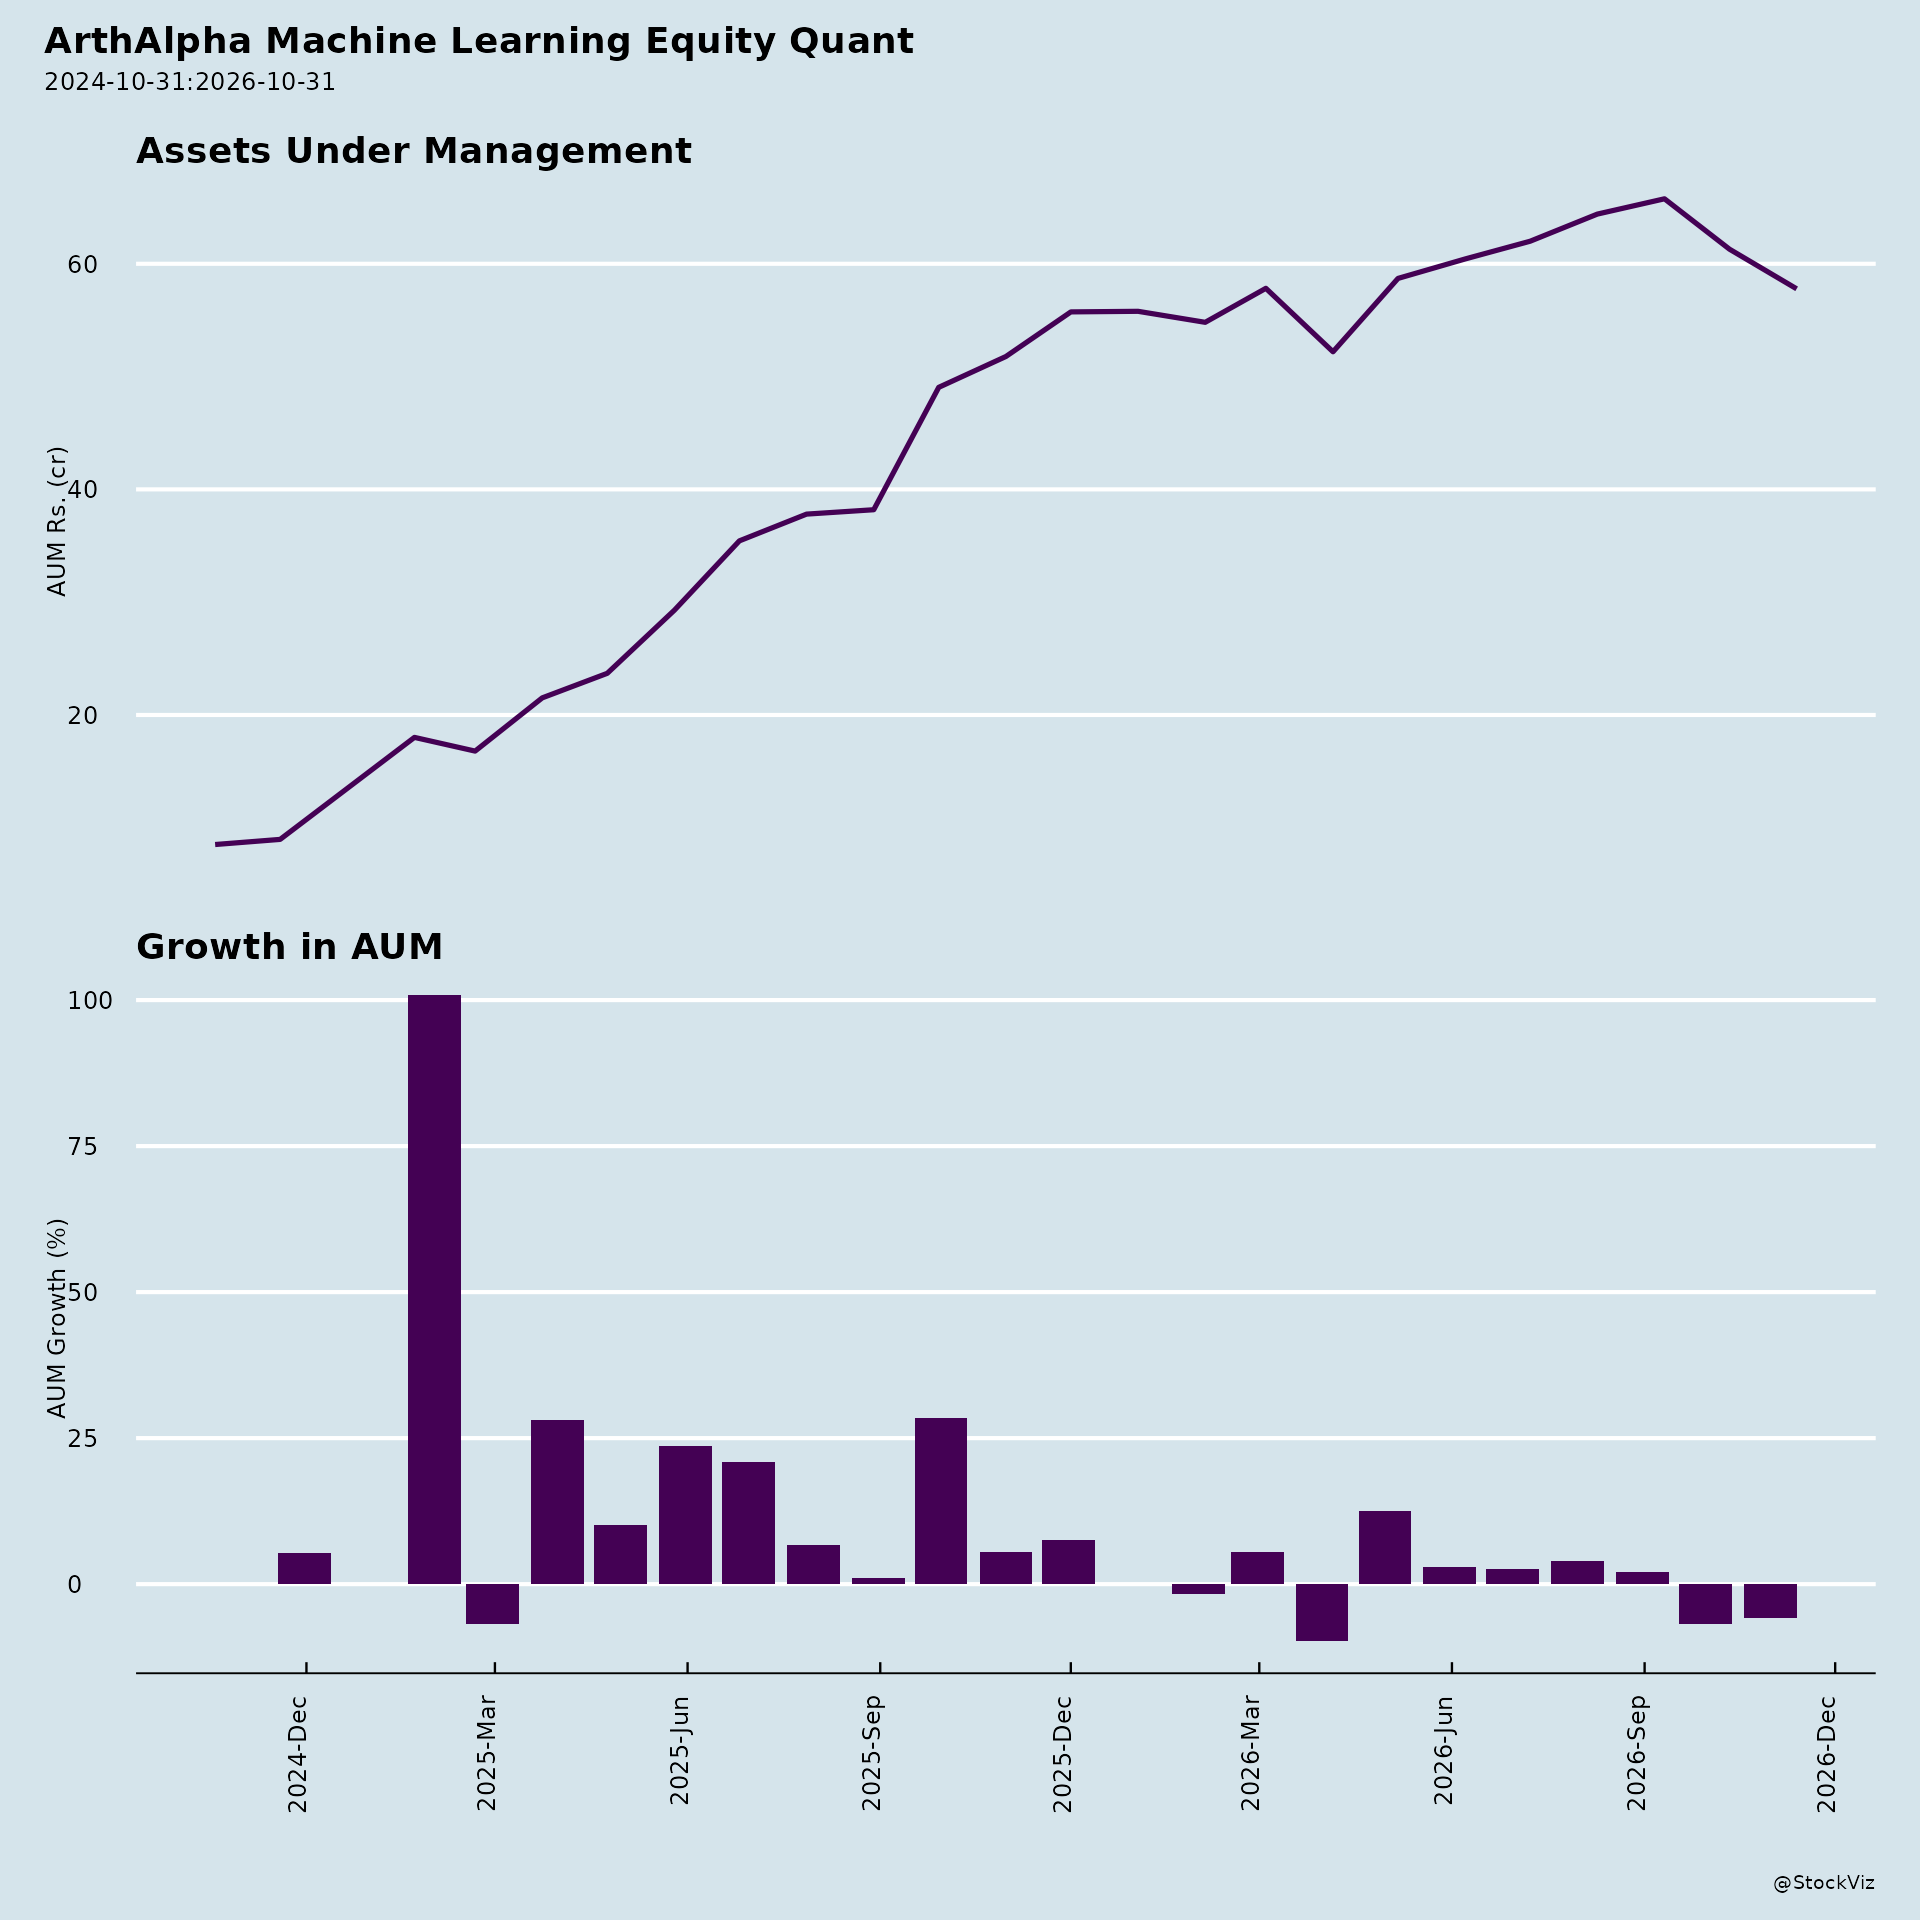 ArthAlpha Machine Learning Equity Quant
2024-10-31:2026-10-31
Assets Under Management
AUM Rs. (cr)
60
40
20
Growth in AUM
AUM Growth (%)
100
75
50
25
0
2024-Dec
2025-Mar
2025-Jun
2025-Sep
2025-Dec
2026-Mar
2026-Jun
2026-Sep
2026-Dec
@StockViz